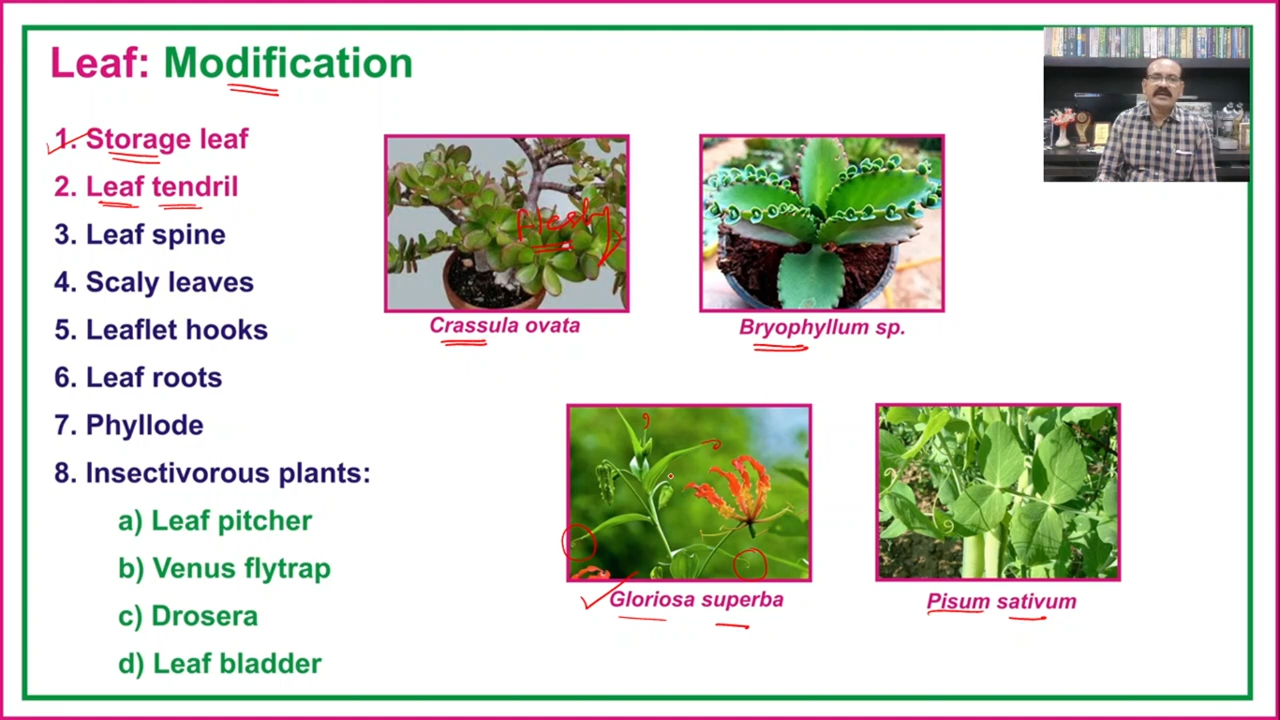 Leaf: Modification
1. Storage leaf
2. Leaf tendril
3. Leaf spine
4. Scaly leaves
5. Leaflet hooks
6. Leaf roots
7. Phyllode
8. Insectivorous plants:
a) Leaf pitcher
b) Venus flytrap
c) Drosera
d) Leaf bladder
fleshy
Crassula ovata
Bryophyllum sp.
Gloriosa superba
Pisum sativum